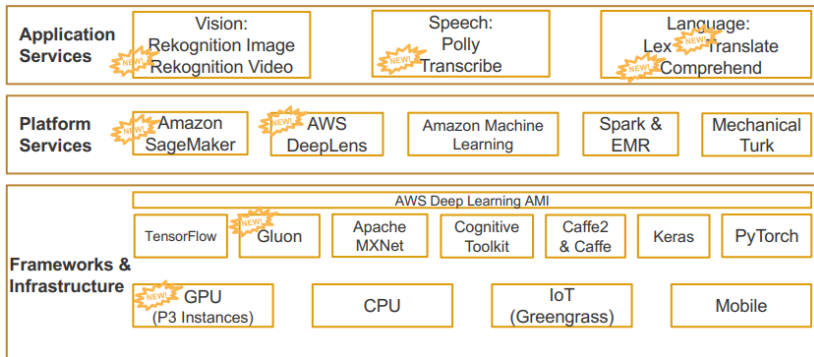 Application
Services
Vision:
Rekognition Image
NEW!
Rekognition Video
Speech:
Polly
NEW!
Transcribe
Language:
Lex NEW! Translate
NEW!
Comprehend
Platform
Services
NEW!
Amazon
SageMaker
NEW!
AWS
DeepLens
Amazon Machine
Learning
Spark &
EMR
Mechanical
Turk
Frameworks &
Infrastructure
AWS Deep Learning AMI
TensorFlow
NEW!
Gluon
Apache
MXNet
Cognitive
Toolkit
Caffe2
& Caffe
Keras
PyTorch
NEW!
GPU
(P3 Instances)
CPU
IoT
(Greengrass)
Mobile